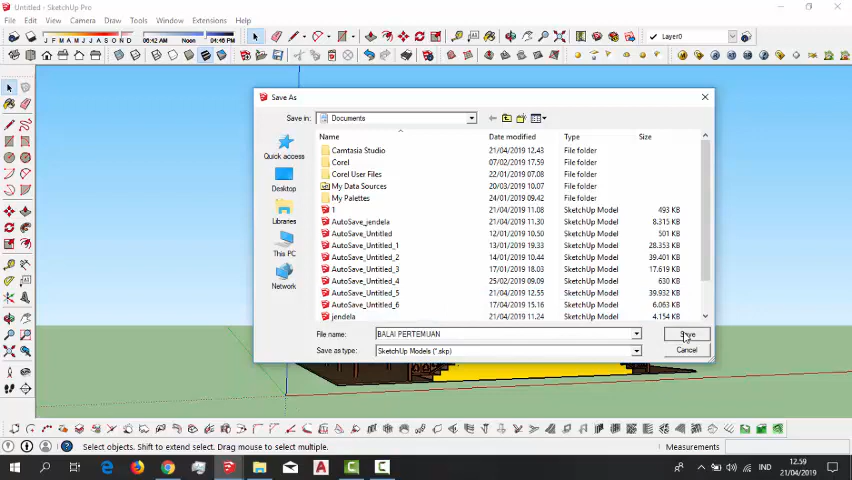 Untitled - SketchUp Pro
File Edit View Camera Draw Tools Window Extensions Help
J F M A M J J A S O N D 06:42 AM Noon 04:46 PM
Layer0
Save As
Save in: Documents
Name Date modified Type Size
Quick access
Desktop
Libraries
This PC
Network
Camtasia Studio 21/04/2019 12.43 File folder
Corel 07/02/2019 17.59 File folder
Corel User Files 22/01/2019 07.08 File folder
My Data Sources 20/03/2019 10.07 File folder
My Palettes 24/01/2019 09.42 File folder
1 21/04/2019 11.08 SketchUp Model 493 KB
AutoSave_jendela 21/04/2019 11.30 SketchUp Model 8.315 KB
AutoSave_Untitled 12/01/2019 10.50 SketchUp Model 501 KB
AutoSave_Untitled_1 13/01/2019 19.33 SketchUp Model 28.353 KB
AutoSave_Untitled_2 14/01/2019 10.44 SketchUp Model 39.401 KB
AutoSave_Untitled_3 17/01/2019 18.03 SketchUp Model 17.619 KB
AutoSave_Untitled_4 25/02/2019 09.09 SketchUp Model 630 KB
AutoSave_Untitled_5 21/04/2019 12.55 SketchUp Model 39.932 KB
AutoSave_Untitled_6 17/04/2019 15.16 SketchUp Model 6.063 KB
jendela 21/04/2019 11.24 SketchUp Model 4.154 KB
File name: BALAI PERTEMUAN Save
Save as type: SketchUp Models (*.skp) Cancel
Select objects. Shift to extend select. Drag mouse to select multiple. Measurements
IND
12.59
21/04/2019